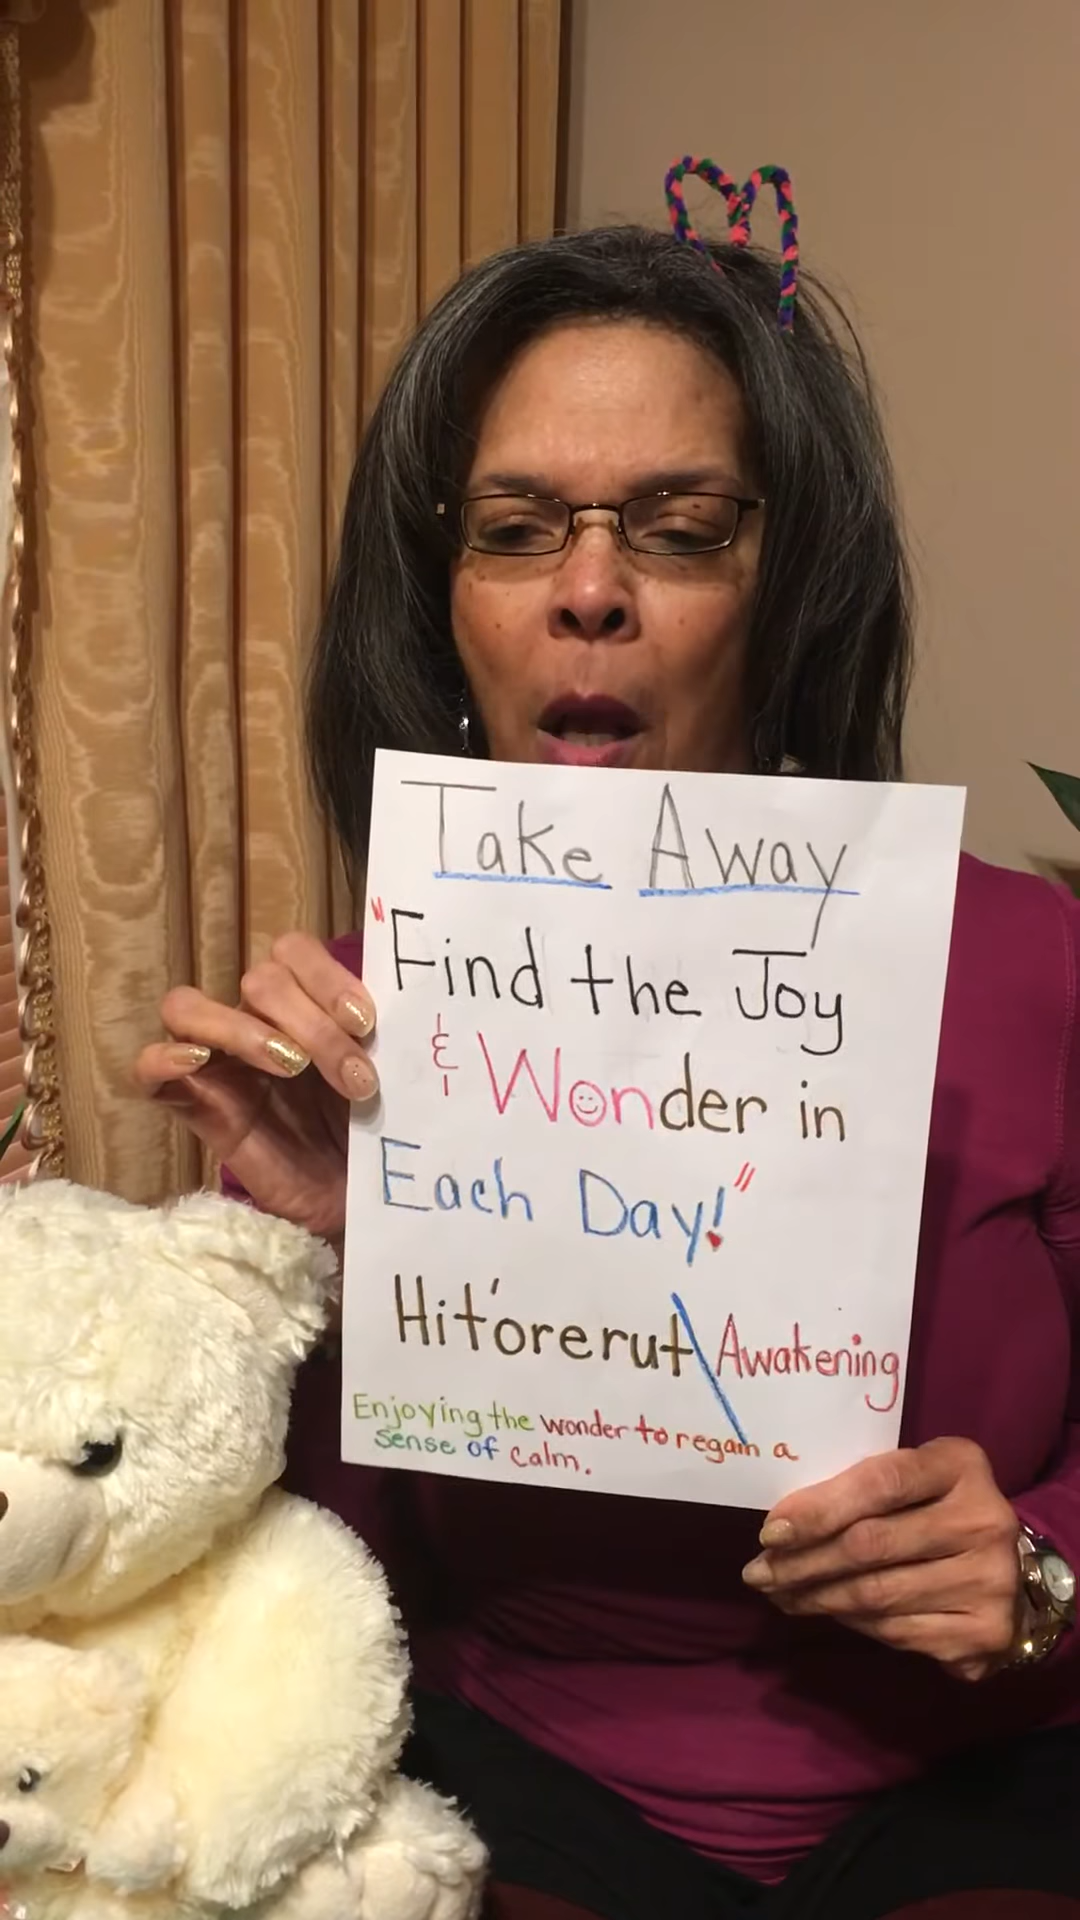 Take Away
"Find the Joy
& Wonder in
Each Day!"
Hit'orerut\Awakening
Enjoying the wonder to regain a
sense of calm.